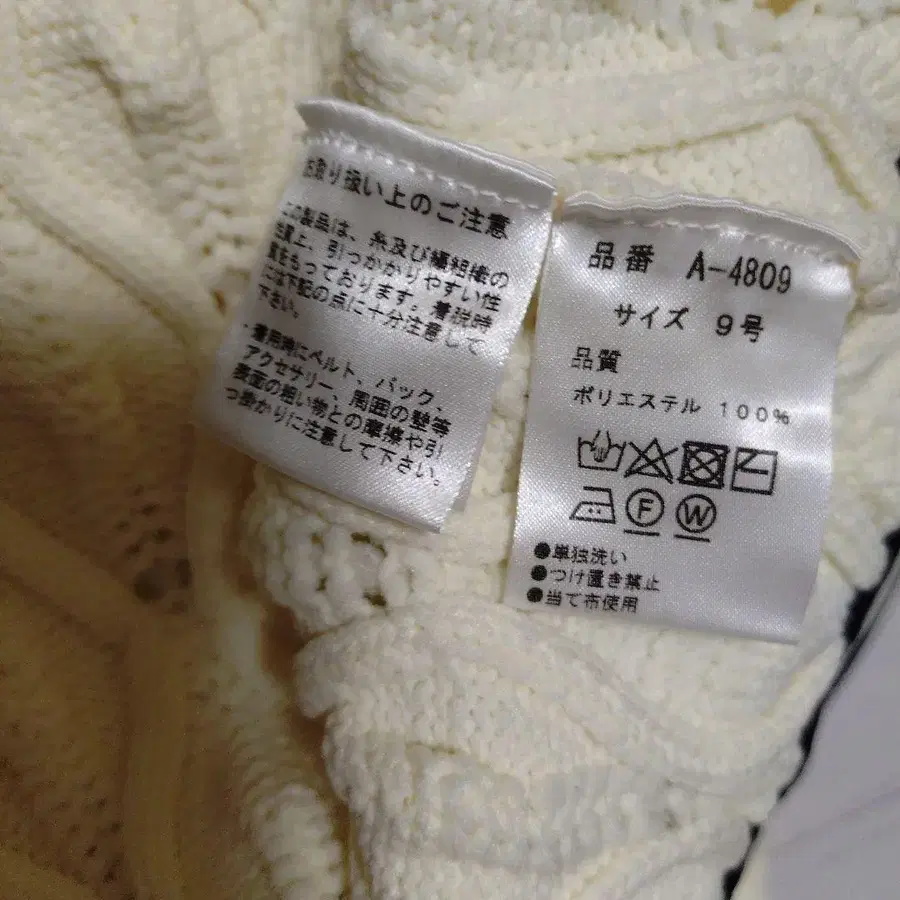 お取り扱い上のご注意
この製品は、糸及び編組織の
性質上、引っかかりやすい性
質をもっております。着脱時
には下記の点に十分注意して
下さい。
・着用時にベルト、バック、
アクセサリー、周囲の壁等
表面の粗い物との摩擦や引
っ掛かりに注意して下さい。
品番 A-4809
サイズ 9号
品質
ポリエステル 100%
F W
●単独洗い
●つけ置き禁止
●当て布使用